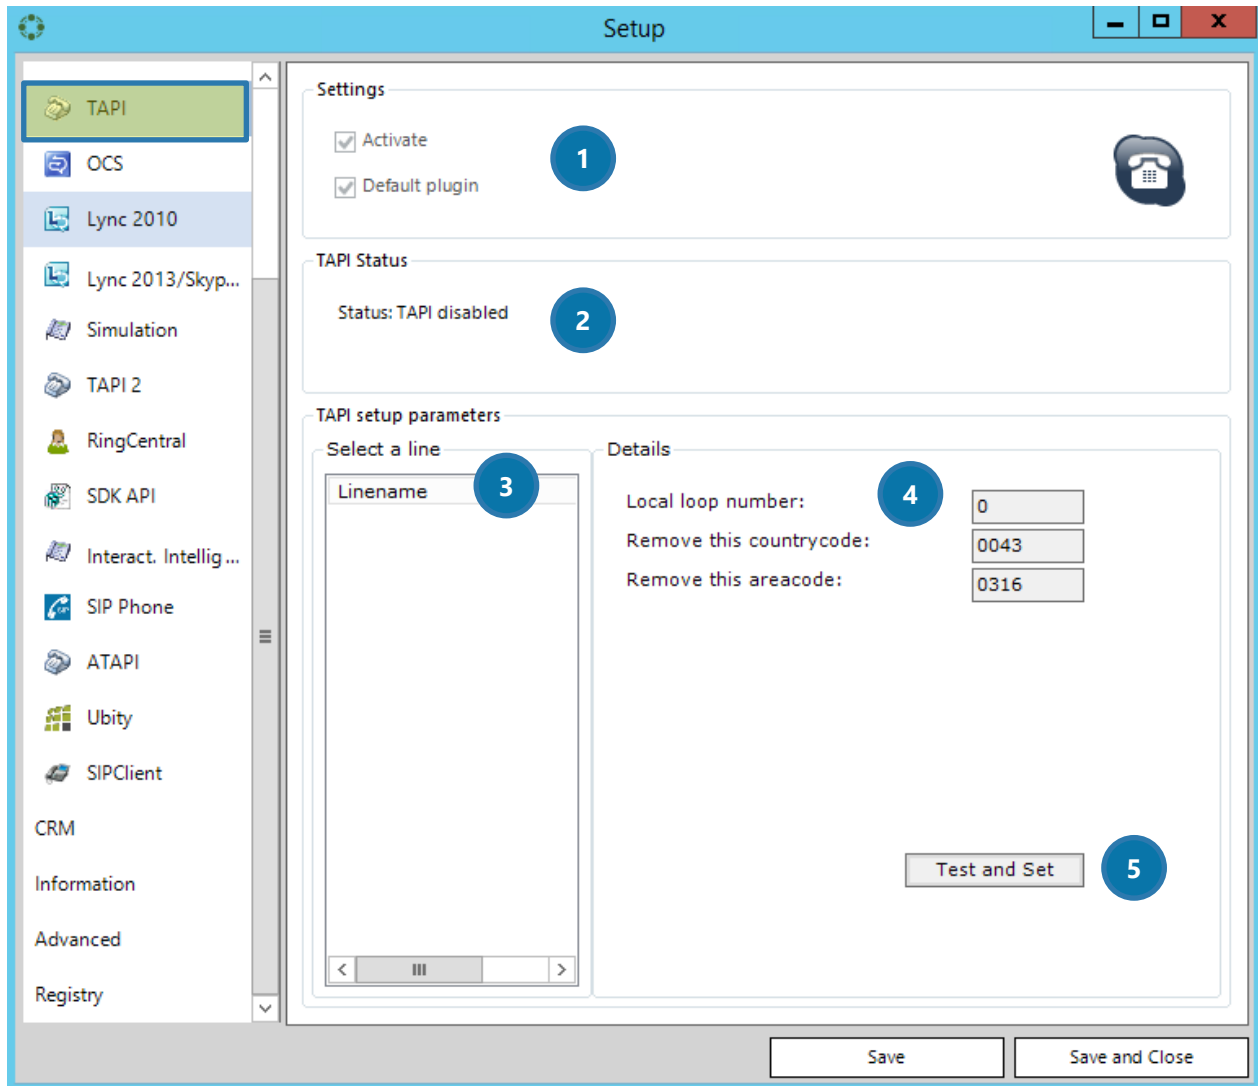 Setup
X
TAPI
OCS
Lync 2010
Lync 2013/Skyp...
Simulation
TAPI 2
RingCentral
SDK API
Interact. Intellig...
SIP Phone
ATAPI
Ubity
SIPClient
CRM
Information
Advanced
Registry
Settings
Activate
Default plugin
1
TAPI Status
Status: TAPI disabled
2
TAPI setup parameters
Select a line
Linename
3
Details
4
Local loop number: 0
Remove this countrycode: 0043
Remove this areacode: 0316
Test and Set
5
Save
Save and Close